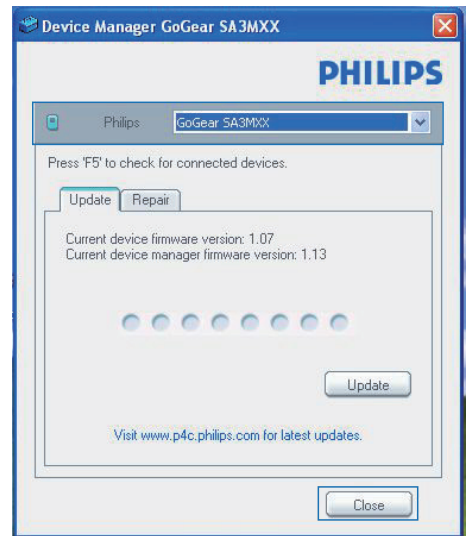 Device Manager GoGear SA3MXX
PHILIPS
Philips GoGear SA3MXX
Press 'F5' to check for connected devices.
Update Repair
Current device firmware version: 1.07
Current device manager firmware version: 1.13
Update
Visit www.p4c.philips.com for latest updates.
Close